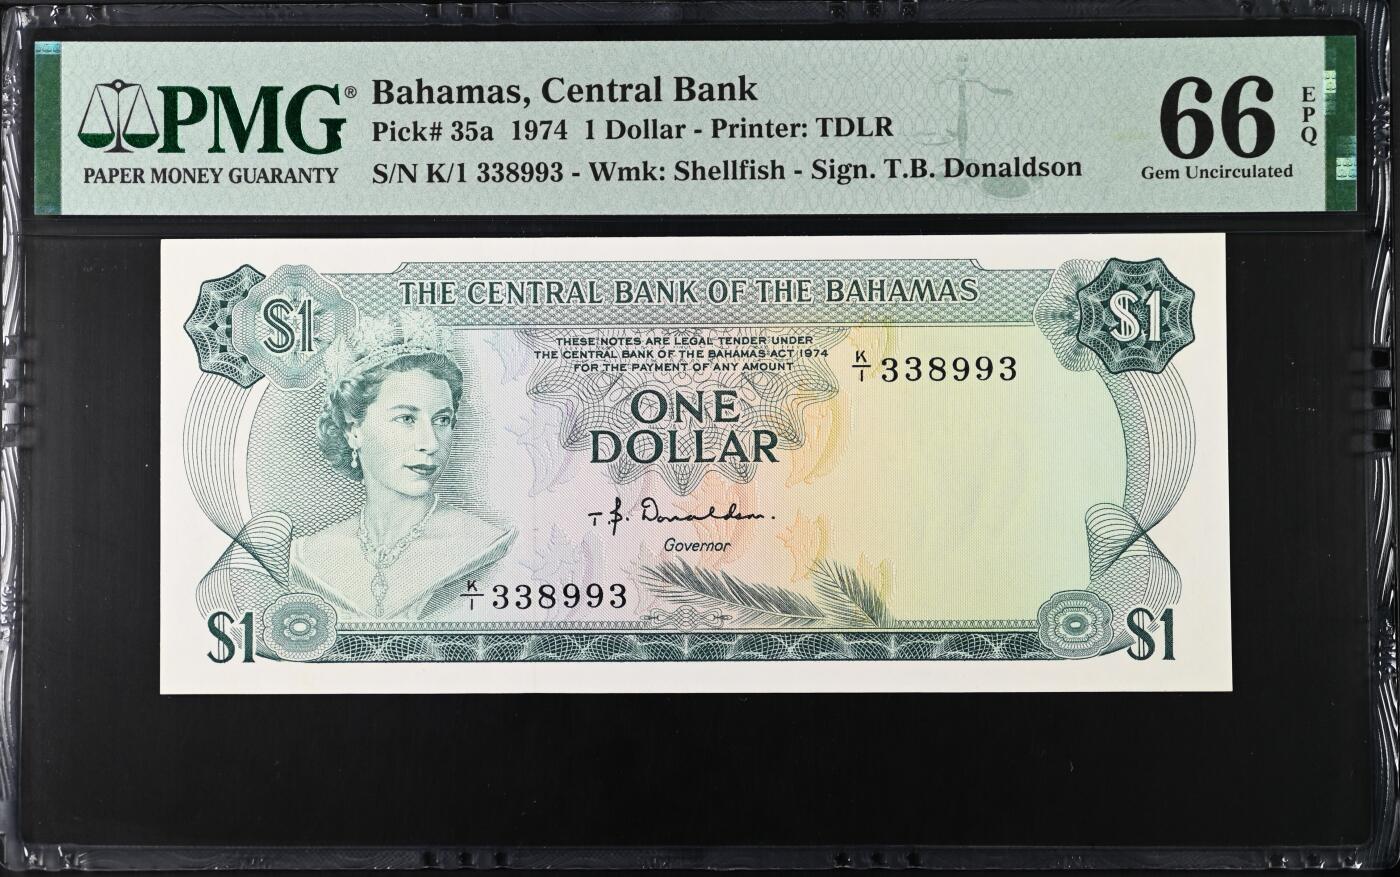 PMG®
PAPER MONEY GUARANTY
Bahamas, Central Bank
Pick# 35a 1974 1 Dollar - Printer: TDLR
S/N K/1 338993 - Wmk: Shellfish - Sign. T.B. Donaldson
66
EPQ
Gem Uncirculated
$1
THE CENTRAL BANK OF THE BAHAMAS
$1
THESE NOTES ARE LEGAL TENDER UNDER
THE CENTRAL BANK OF THE BAHAMAS ACT 1974
FOR THE PAYMENT OF ANY AMOUNT
K/1 338993
ONE
DOLLAR
T.B. Donaldson.
Governor
K/1 338993
$1
$1